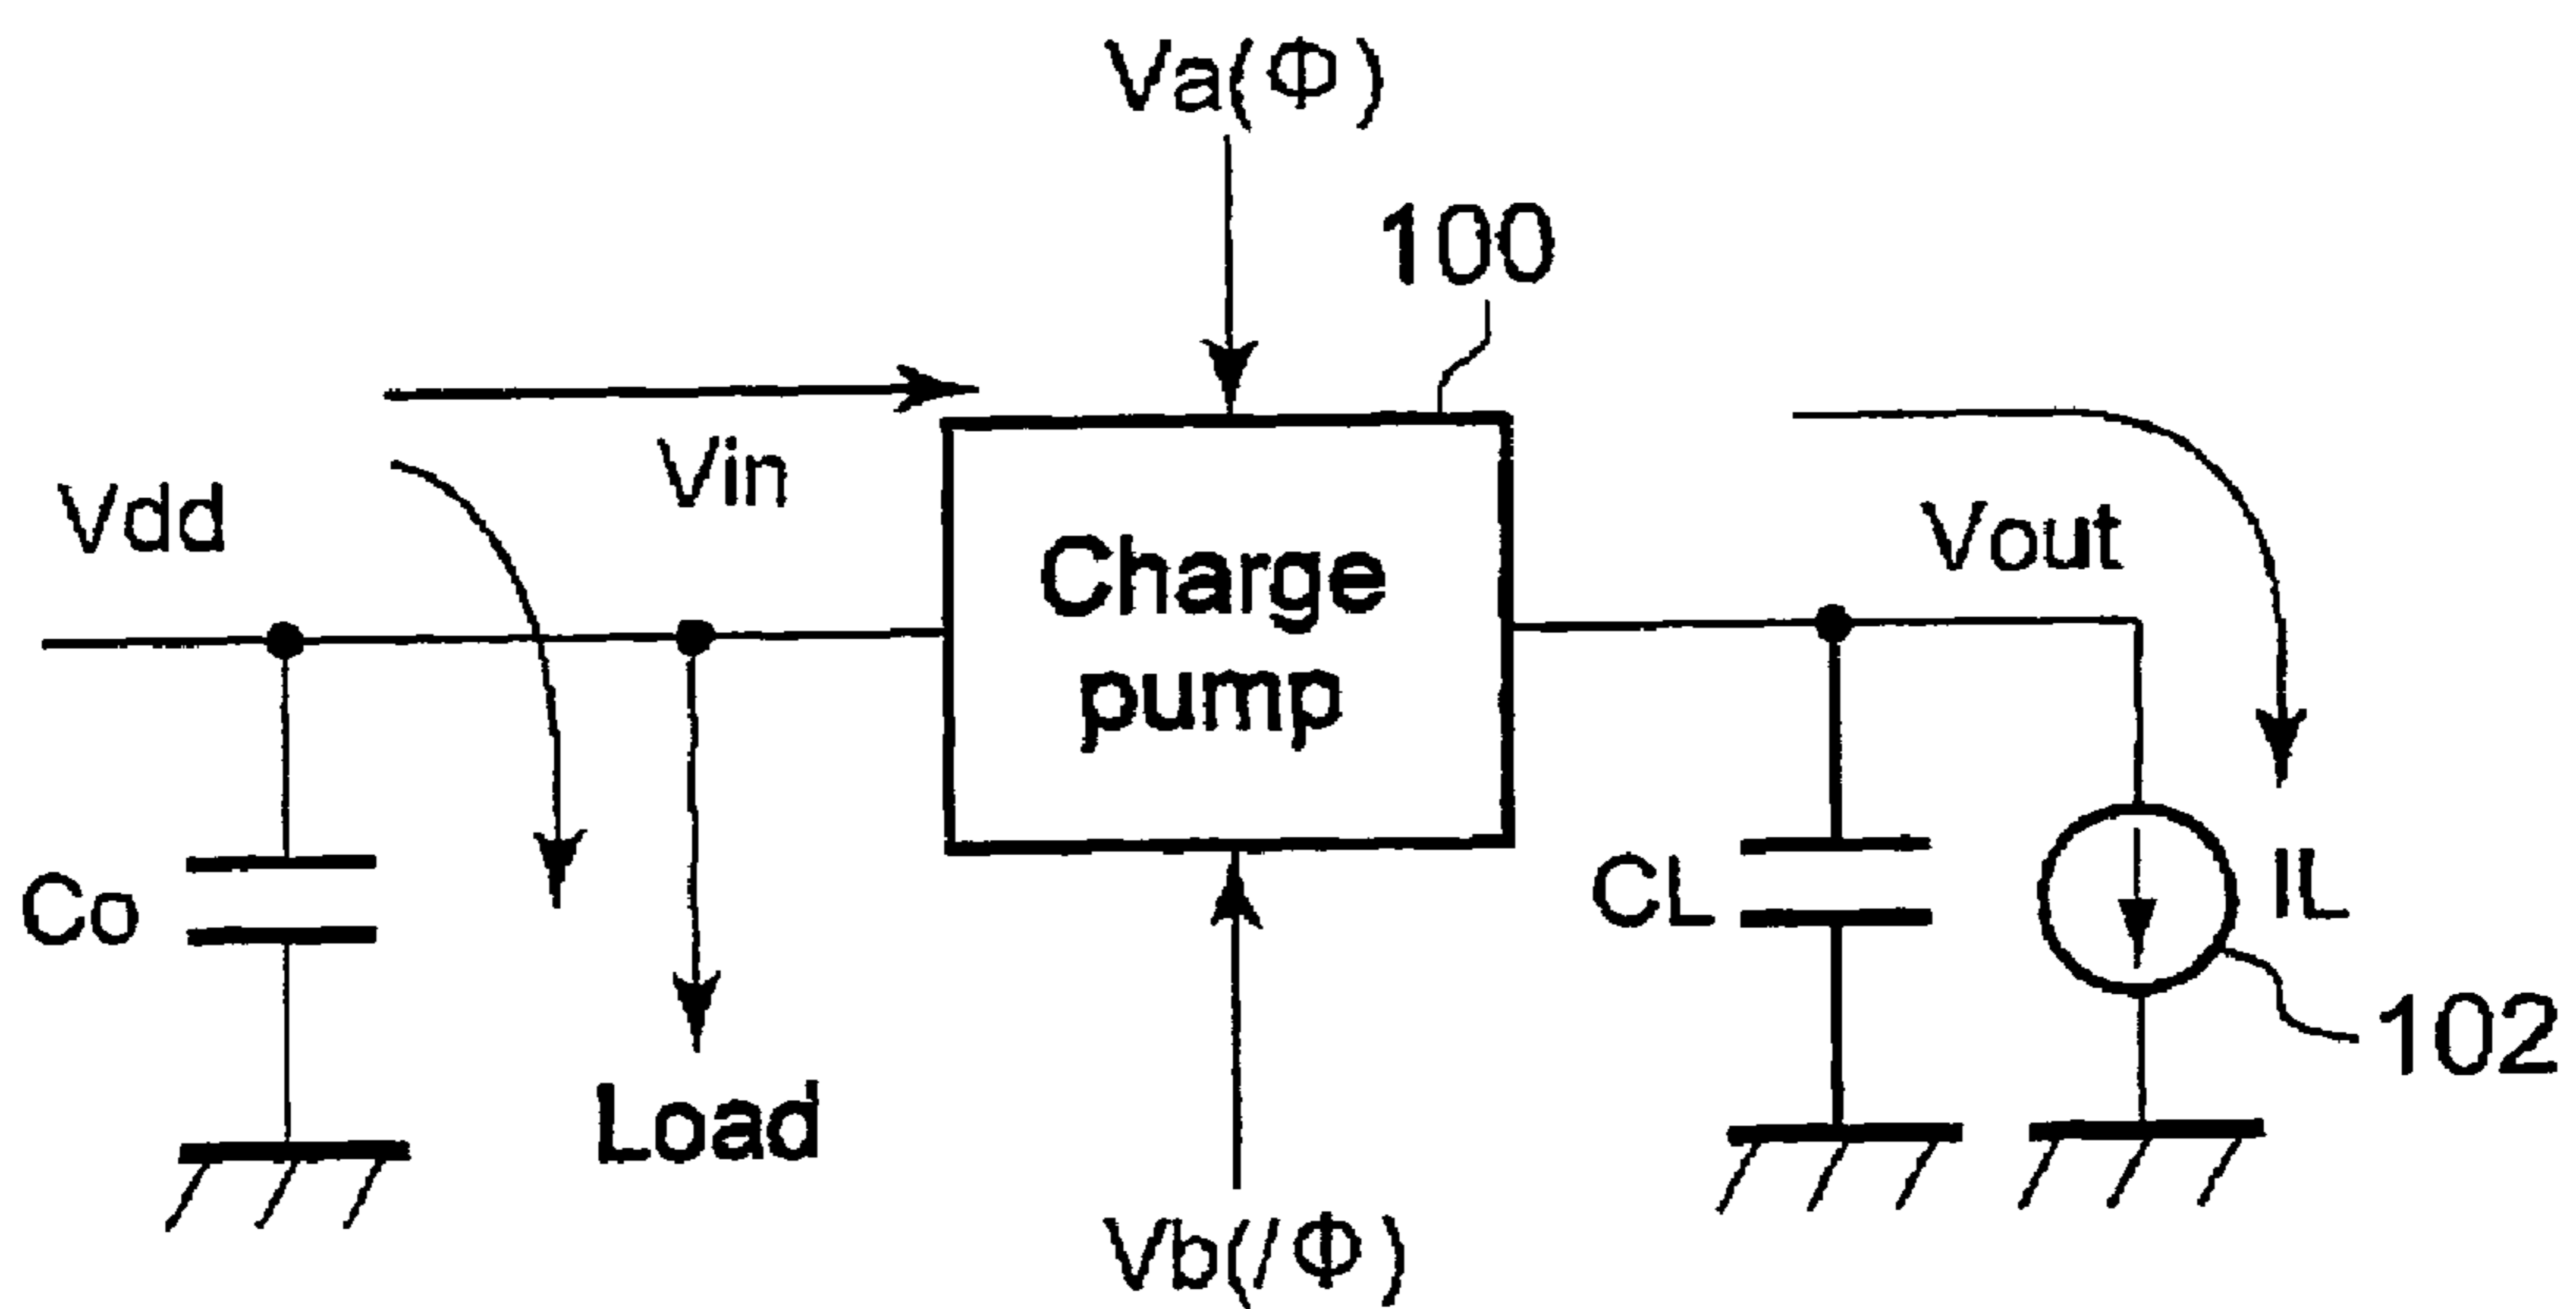 Va(Φ)
100
Vin
Vdd
Vout
Charge
pump
Co
CL
IL
102
Load
Vb(/Φ)